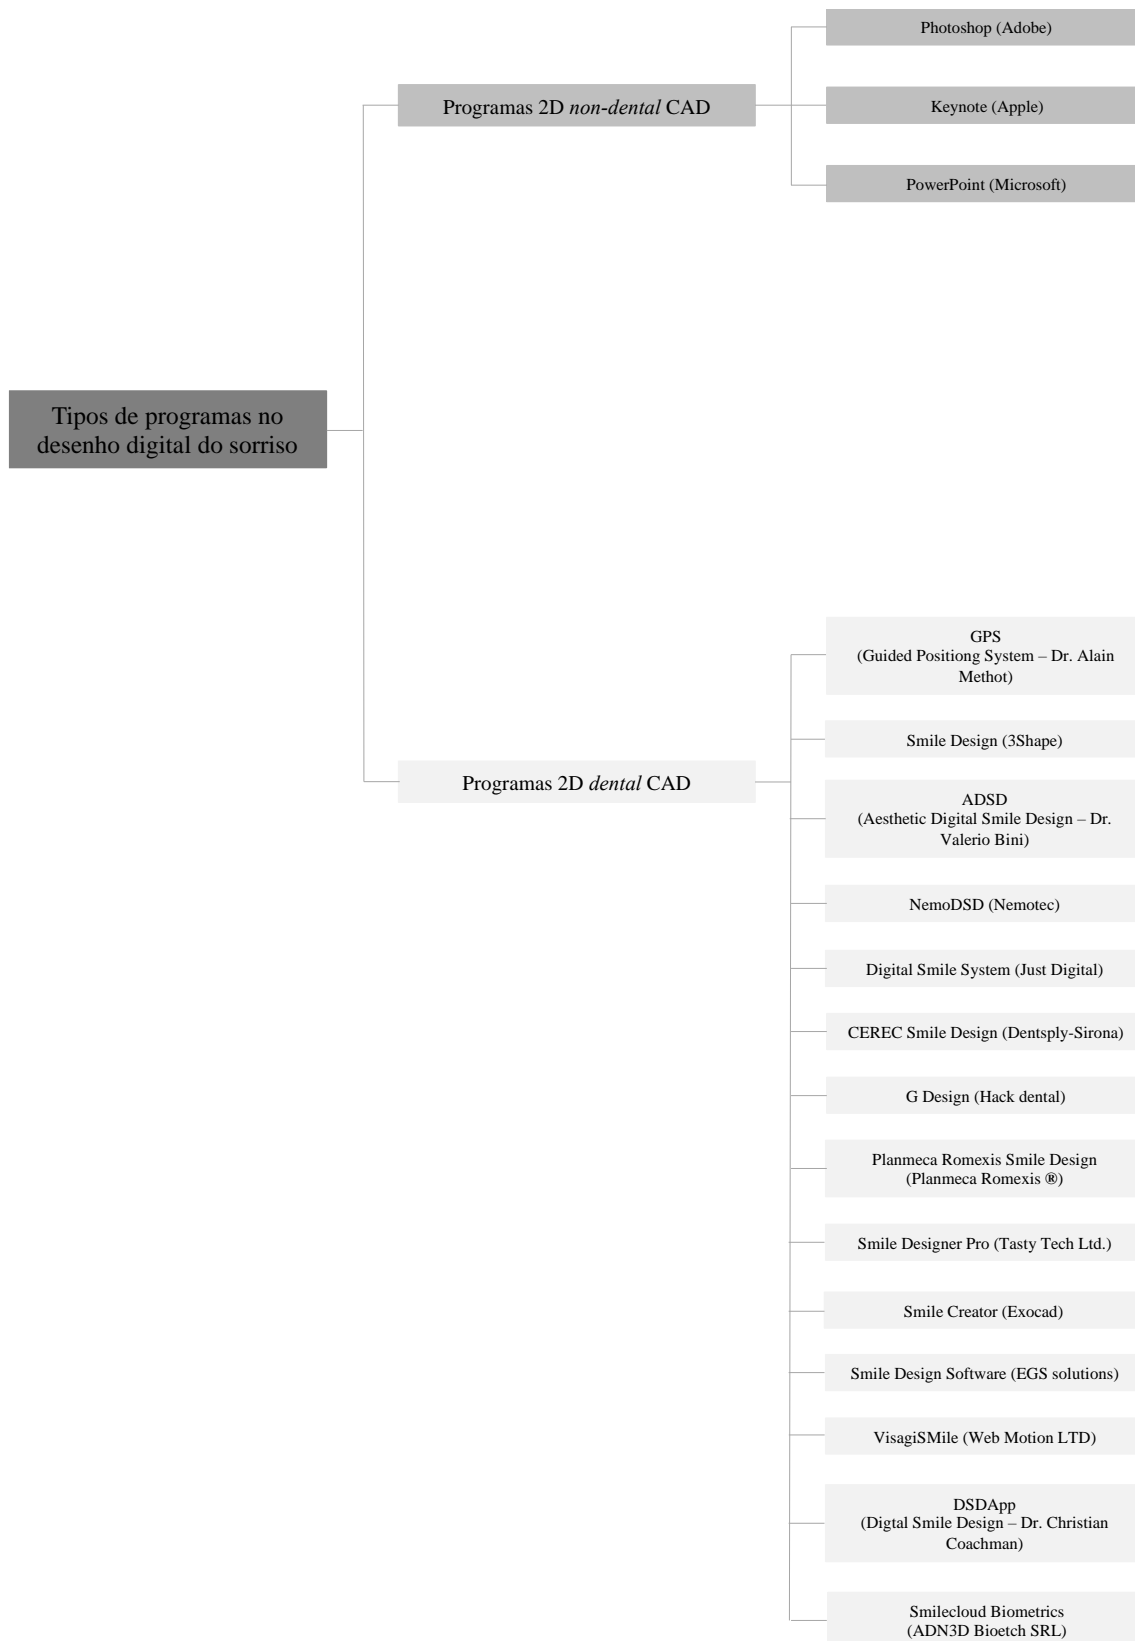 Photoshop (Adobe)
Programas 2D non-dental CAD
Keynote (Apple)
PowerPoint (Microsoft)
Tipos de programas no
desenho digital do sorriso
GPS
(Guided Positiong System – Dr. Alain
Methot)
Smile Design (3Shape)
Programas 2D dental CAD
ADSD
(Aesthetic Digital Smile Design – Dr.
Valerio Bini)
NemoDSD (Nemotec)
Digital Smile System (Just Digital)
CEREC Smile Design (Dentsply-Sirona)
G Design (Hack dental)
Planmeca Romexis Smile Design
(Planmeca Romexis ®)
Smile Designer Pro (Tasty Tech Ltd.)
Smile Creator (Exocad)
Smile Design Software (EGS solutions)
VisagiSMile (Web Motion LTD)
DSDApp
(Digtal Smile Design – Dr. Christian
Coachman)
Smilecloud Biometrics
(ADN3D Bioetch SRL)